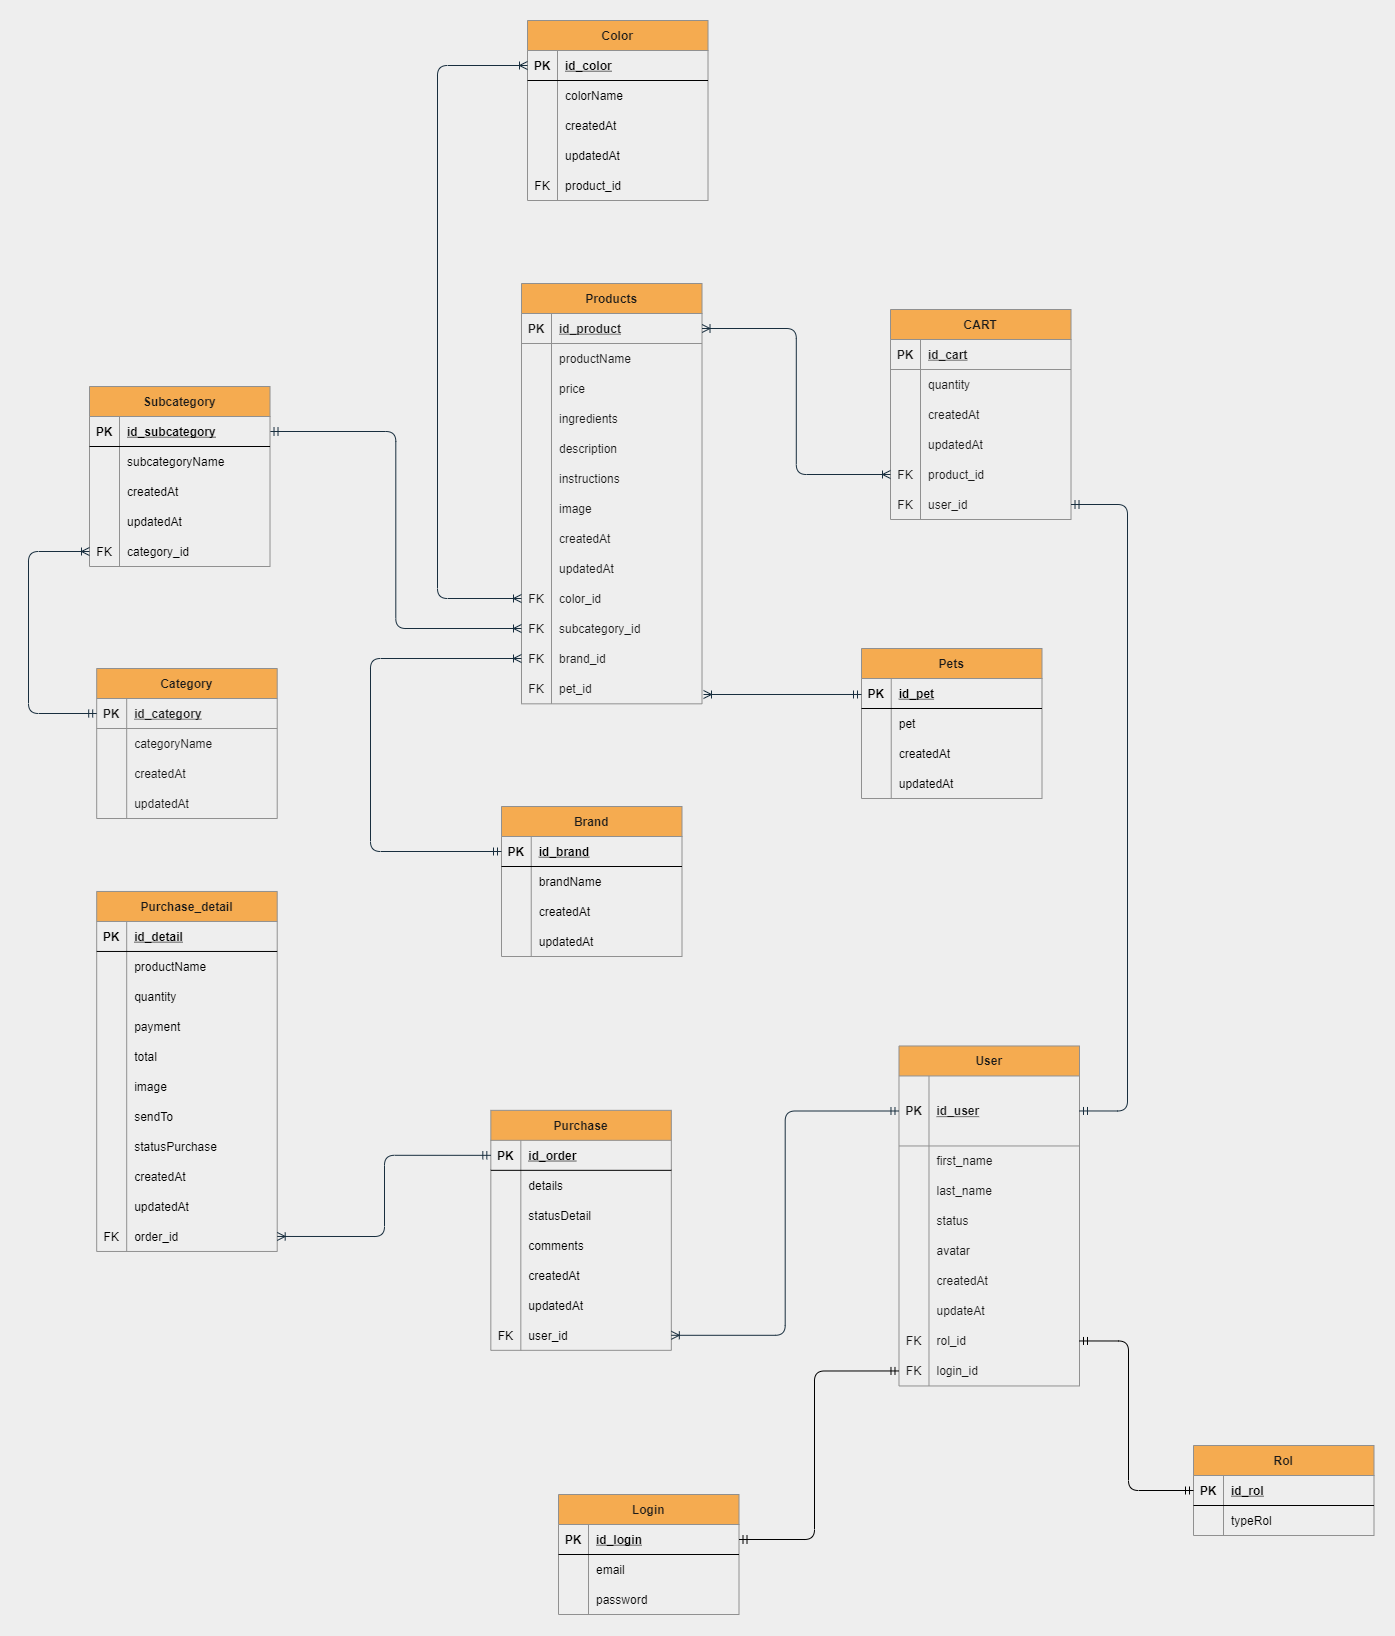 Color
PK id_color
colorName
createdAt
updatedAt
FK product_id
Products
PK id_product
productName
price
ingredients
description
instructions
image
createdAt
updatedAt
FK color_id
FK subcategory_id
FK brand_id
FK pet_id
CART
PK id_cart
quantity
createdAt
updatedAt
FK product_id
FK user_id
Subcategory
PK id_subcategory
subcategoryName
createdAt
updatedAt
FK category_id
Category
PK id_category
categoryName
createdAt
updatedAt
Pets
PK id_pet
pet
createdAt
updatedAt
Brand
PK id_brand
brandName
createdAt
updatedAt
Purchase_detail
PK id_detail
productName
quantity
payment
total
image
sendTo
statusPurchase
createdAt
updatedAt
FK order_id
Purchase
PK id_order
details
statusDetail
comments
createdAt
updatedAt
FK user_id
User
PK id_user
first_name
last_name
status
avatar
createdAt
updateAt
FK rol_id
FK login_id
Rol
PK id_rol
typeRol
Login
PK id_login
email
password